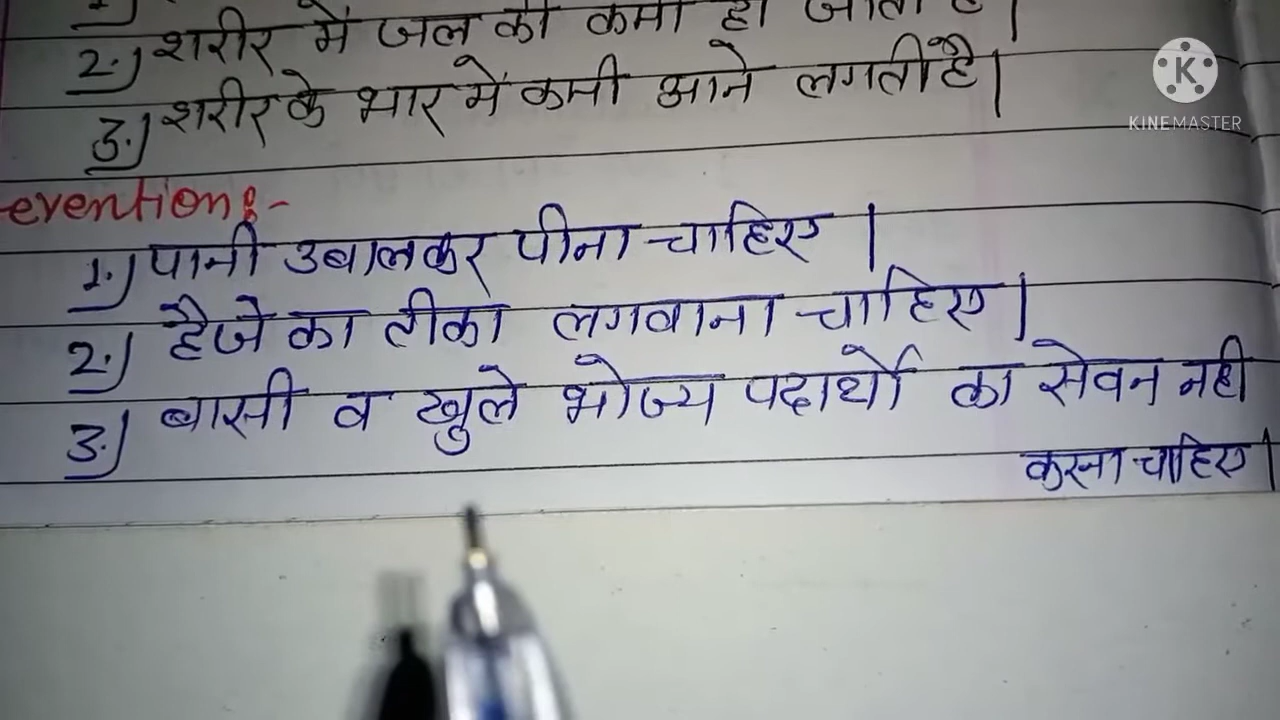 2.) शरीर में जल की कमी हो जाती है |
3.) शरीर के भार में कमी आने लगती है |
evention:-
1.) पानी उबालकर पीना चाहिए |
2.) हैजे का टीका लगवाना चाहिए |
3.) बासी व खुले भोज्य पदार्थों का सेवन नही
करना चाहिए |
K
KINEMASTER